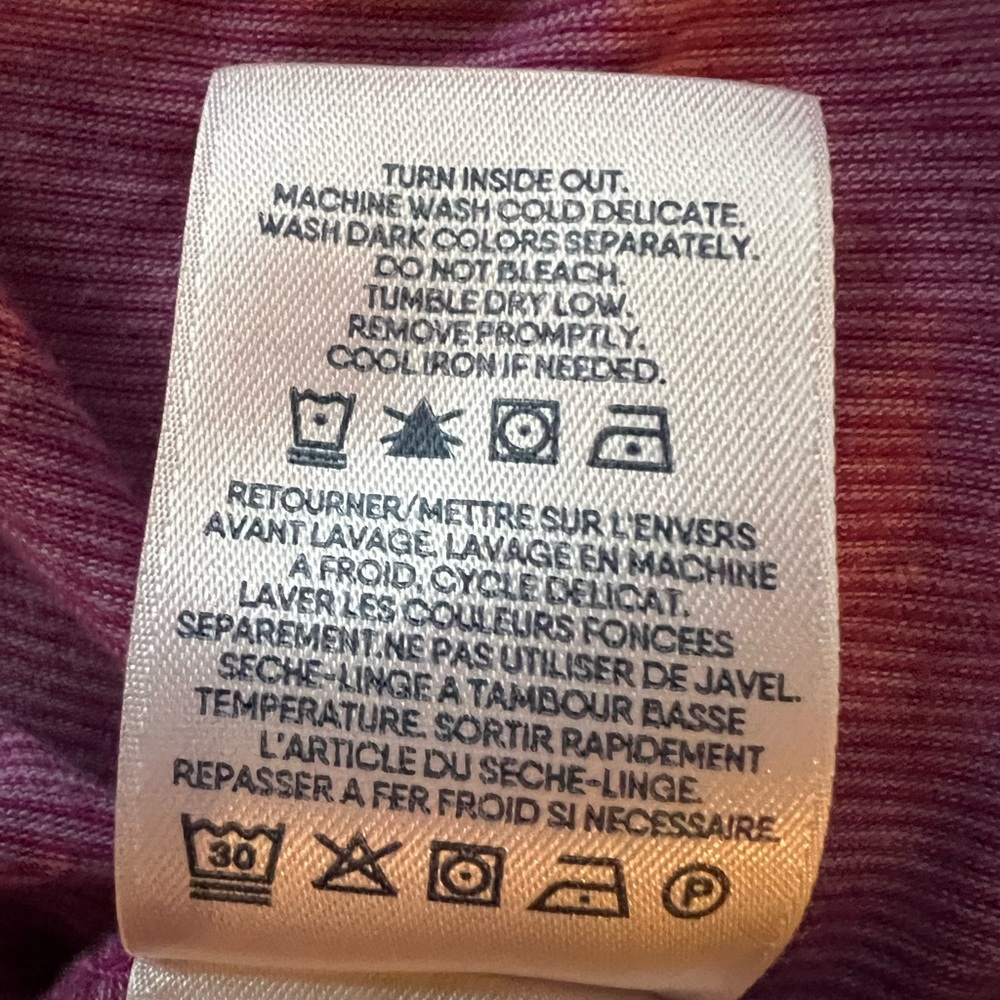 TURN INSIDE OUT.
MACHINE WASH COLD DELICATE.
WASH DARK COLORS SEPARATELY.
DO NOT BLEACH.
TUMBLE DRY LOW.
REMOVE PROMPTLY.
COOL IRON IF NEEDED.
RETOURNER/METTRE SUR L'ENVERS
AVANT LAVAGE. LAVAGE EN MACHINE
A FROID. CYCLE DELICAT.
LAVER LES COULEURS FONCEES
SEPAREMENT.NE PAS UTILISER DE JAVEL.
SECHE-LINGE A TAMBOUR BASSE
TEMPERATURE. SORTIR RAPIDEMENT
L'ARTICLE DU SECHE-LINGE.
REPASSER A FER FROID SI NECESSAIRE.
30 P